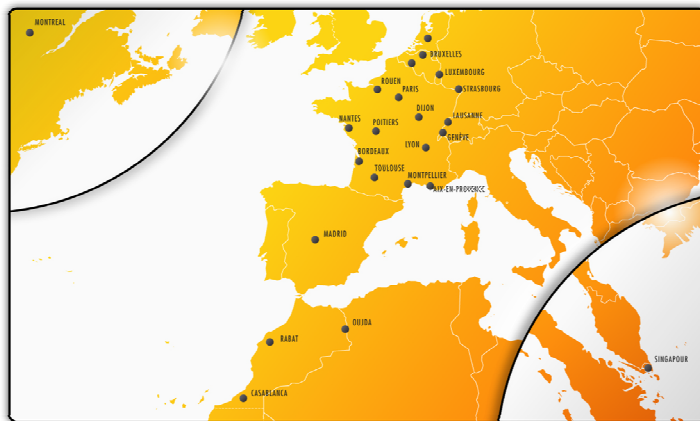 MONTREAL
BRUXELLES
LUXEMBOURG
ROUEN
STRASBOURG
PARIS
DIJON
LAUSANNE
NANTES
POITIERS
GENÈVE
LYON
BORDEAUX
TOULOUSE
MONTPELLIER
AIX-EN-PROVENCE
MADRID
OUJDA
RABAT
SINGAPOUR
CASABLANCA